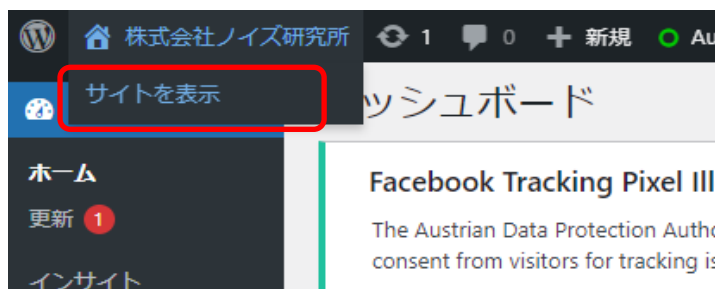 株式会社ノイズ研究所 1 0 + 新規 Au
サイトを表示
ッシュボード
ホーム
更新 1
インサイト
Facebook Tracking Pixel Ill
The Austrian Data Protection Autho
consent from visitors for tracking is